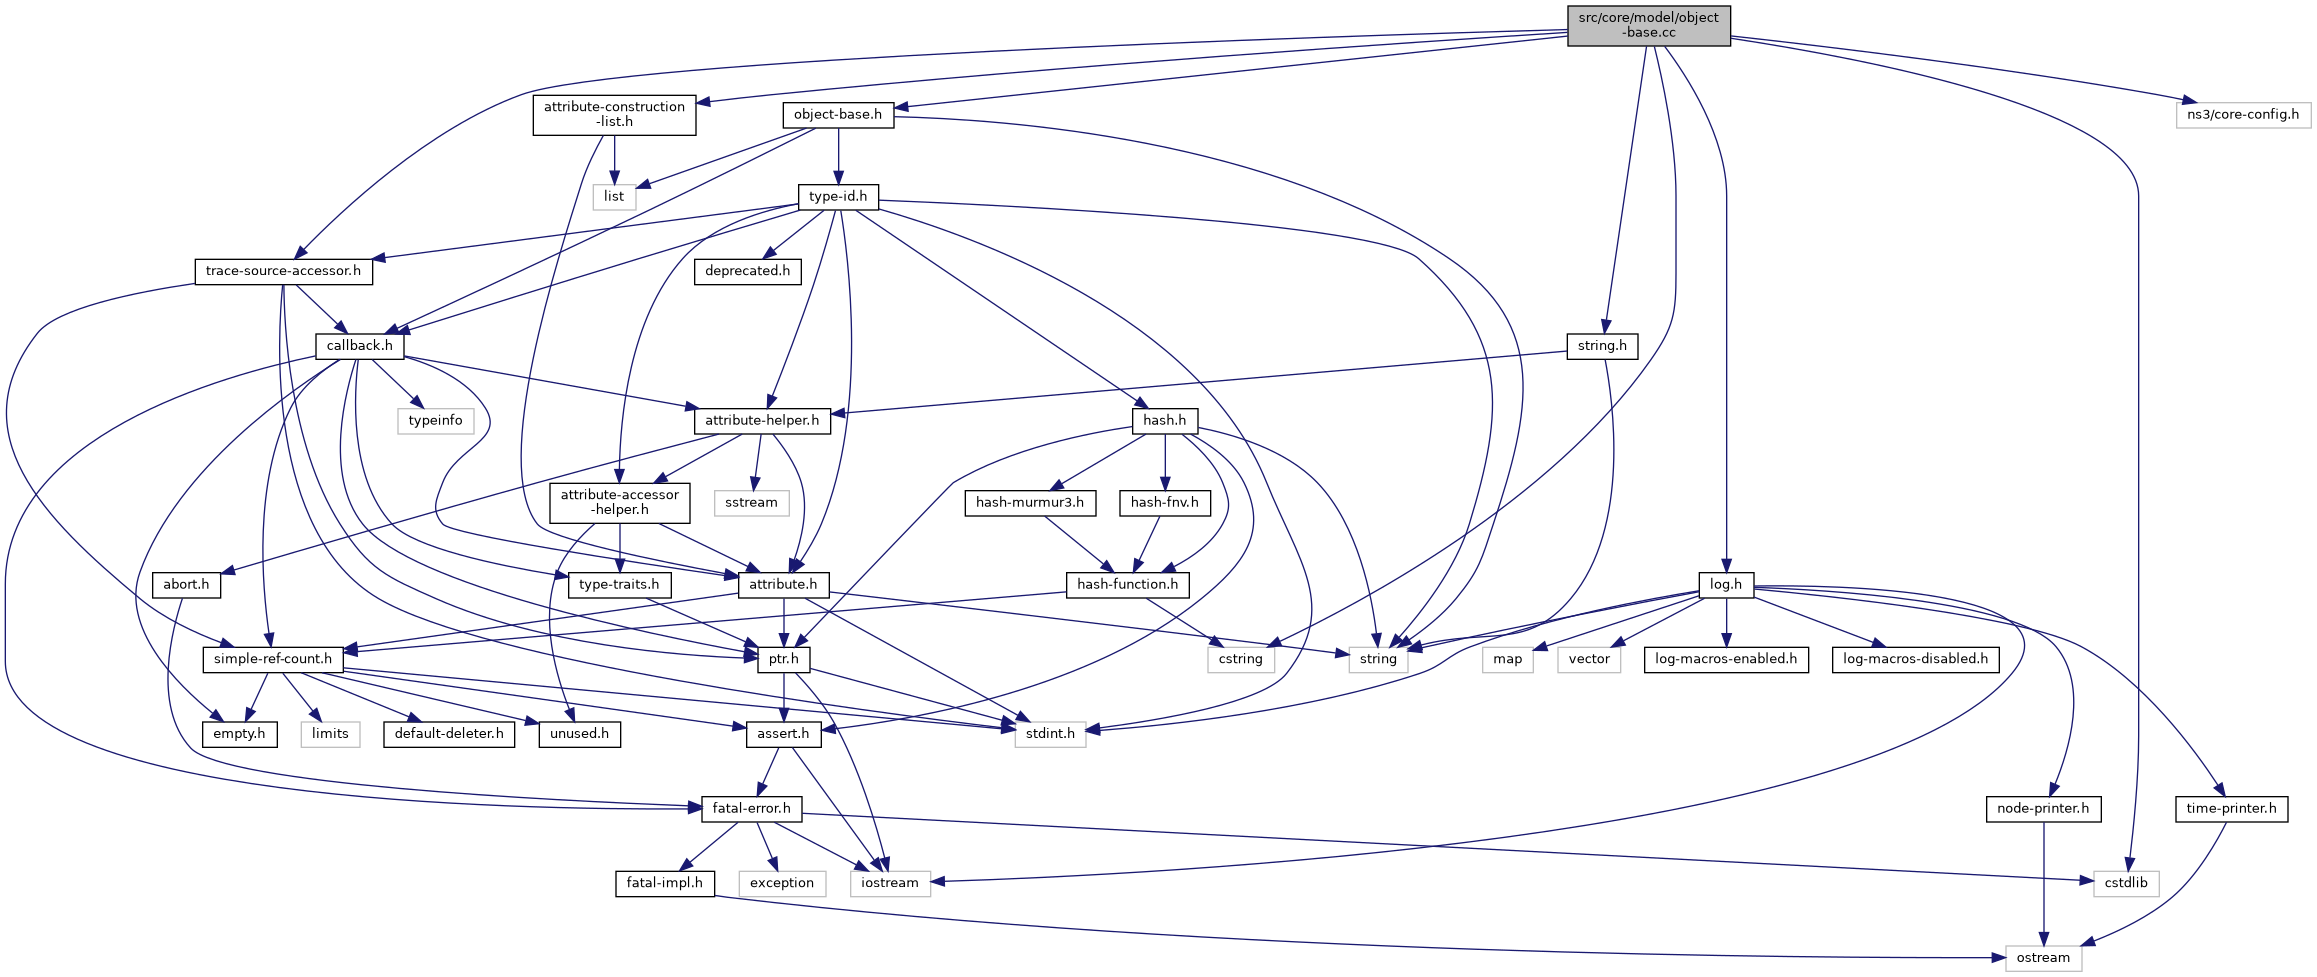 src/core/model/object
-base.cc
attribute-construction
-list.h
object-base.h
ns3/core-config.h
list
type-id.h
trace-source-accessor.h
deprecated.h
callback.h
string.h
typeinfo
attribute-helper.h
hash.h
attribute-accessor
-helper.h
sstream
hash-murmur3.h
hash-fnv.h
abort.h
type-traits.h
attribute.h
hash-function.h
log.h
simple-ref-count.h
ptr.h
cstring
string
map
vector
log-macros-enabled.h
log-macros-disabled.h
empty.h
limits
default-deleter.h
unused.h
assert.h
stdint.h
fatal-error.h
node-printer.h
time-printer.h
fatal-impl.h
exception
iostream
cstdlib
ostream